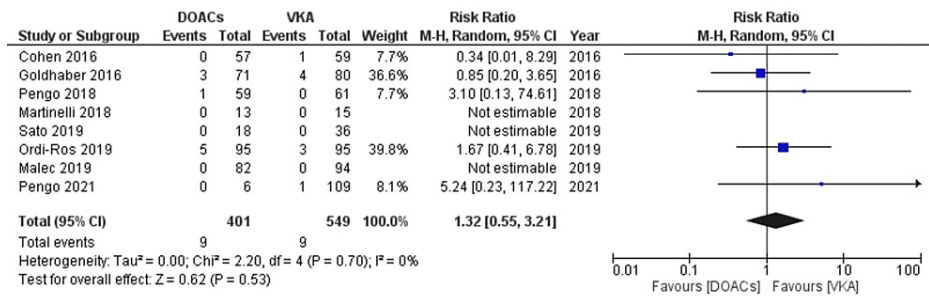 DOACs VKA Risk Ratio Risk Ratio
Study or Subgroup Events Total Events Total Weight M-H, Random, 95% CI Year M-H, Random, 95% CI
Cohen 2016 0 57 1 59 7.7% 0.34 [0.01, 8.29] 2016
Goldhaber 2016 3 71 4 80 36.6% 0.85 [0.20, 3.65] 2016
Pengo 2018 1 59 0 61 7.7% 3.10 [0.13, 74.61] 2018
Martinelli 2018 0 13 0 15 Not estimable 2018
Sato 2019 0 18 0 36 Not estimable 2019
Ordi-Ros 2019 5 95 3 95 39.8% 1.67 [0.41, 6.78] 2019
Malec 2019 0 82 0 94 Not estimable 2019
Pengo 2021 0 6 1 109 8.1% 5.24 [0.23, 117.22] 2021
Total (95% CI) 401 549 100.0% 1.32 [0.55, 3.21]
Total events 9 9
Heterogeneity: Tau² = 0.00; Chi² = 2.20, df = 4 (P = 0.70); I² = 0%
Test for overall effect: Z = 0.62 (P = 0.53)
0.01 0.1 1 10 100
Favours [DOACs] Favours [VKA]